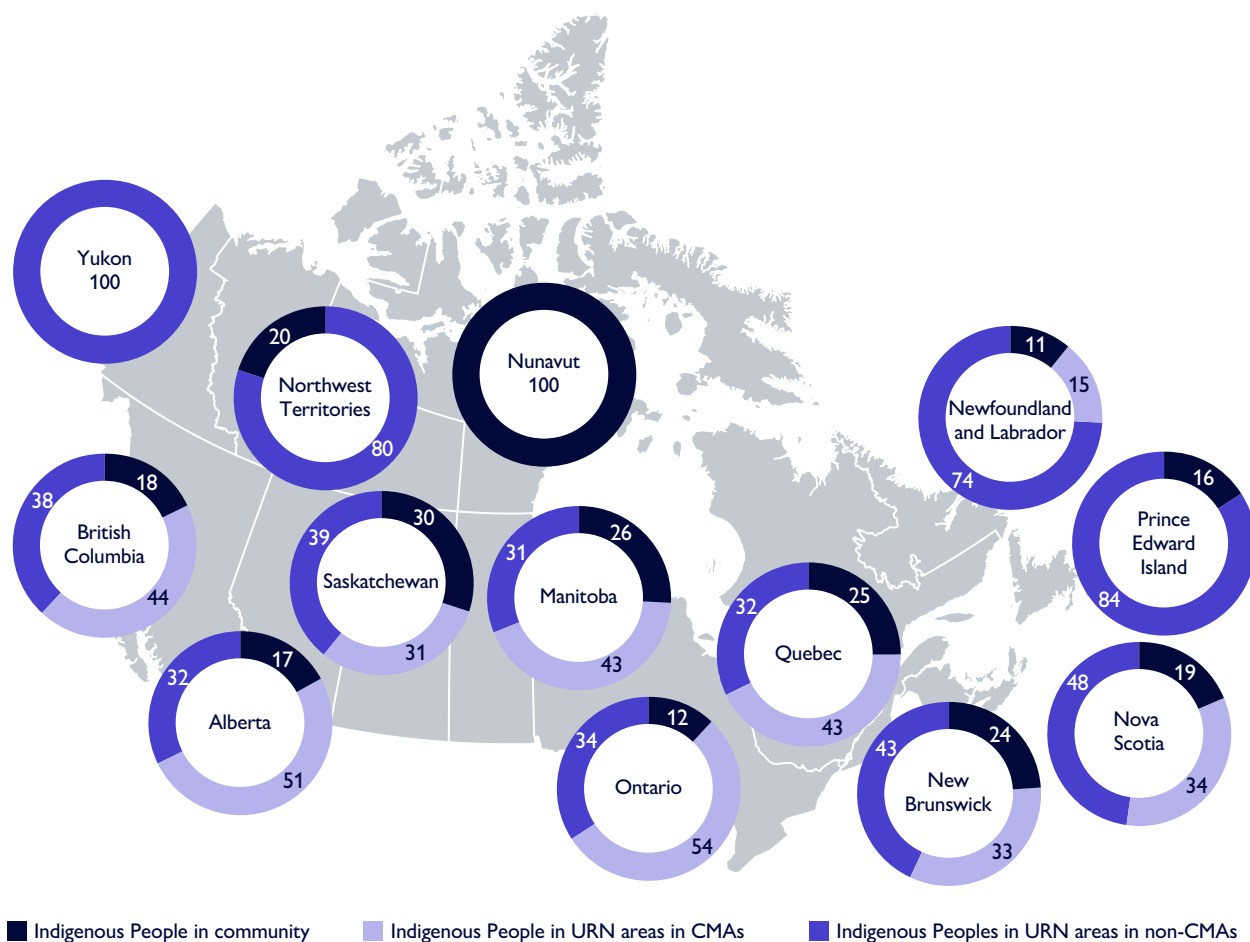 Yukon
100
20
Northwest
Territories
80
Nunavut
100
11
15
Newfoundland
and Labrador
74
16
Prince
Edward
Island
84
18
38
British
Columbia
44
30
39
Saskatchewan
31
26
31
Manitoba
43
25
32
Quebec
43
19
48
Nova
Scotia
34
17
32
Alberta
51
12
34
Ontario
54
24
43
New
Brunswick
33
Indigenous People in community
Indigenous People in URN areas in CMAs
Indigenous Peoples in URN areas in non-CMAs